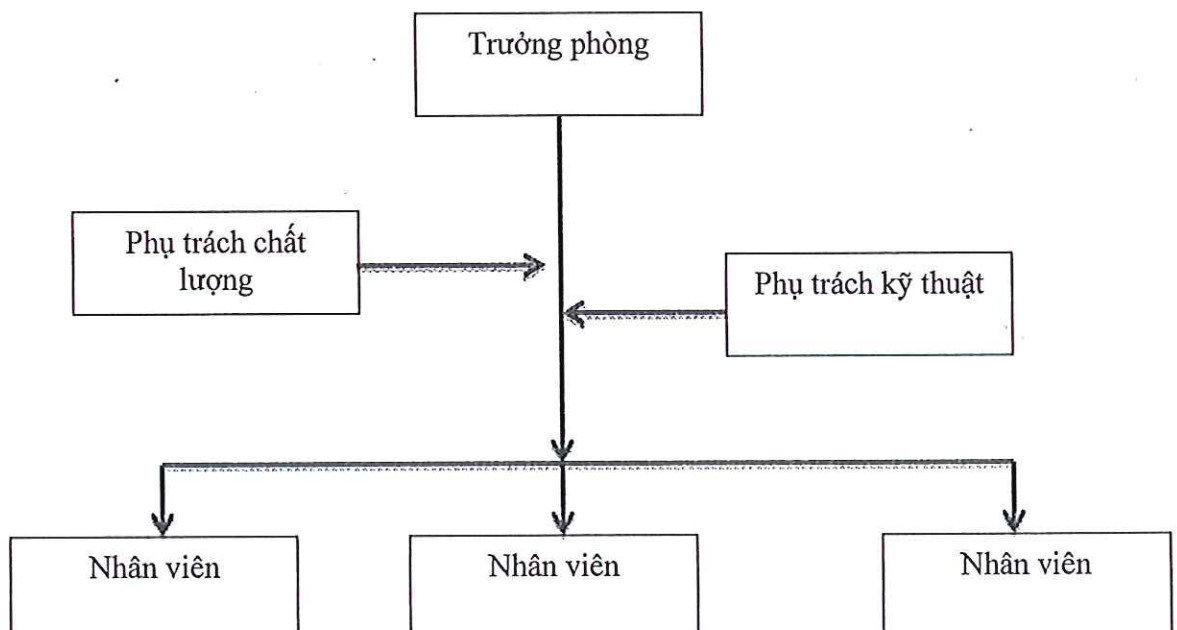 Trưởng phòng
Phụ trách chất
lượng
Phụ trách kỹ thuật
Nhân viên
Nhân viên
Nhân viên